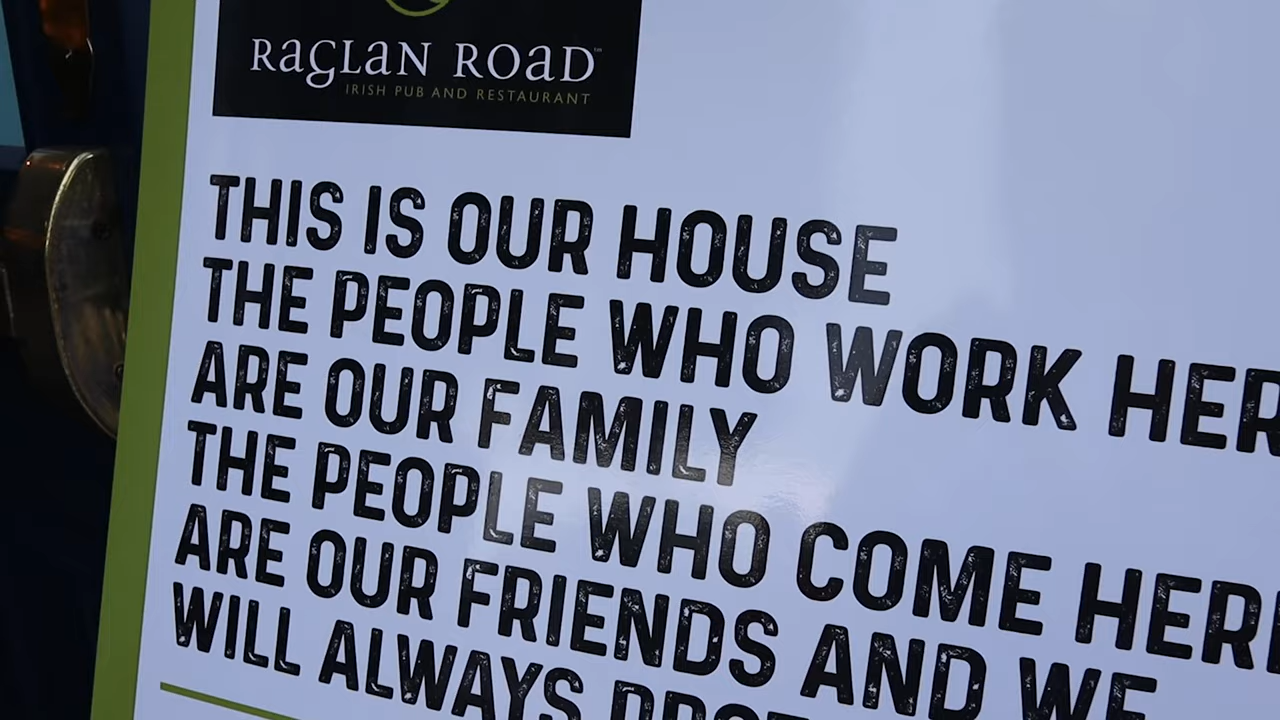 RAGLAN ROAD™
IRISH PUB AND RESTAURANT
THIS IS OUR HOUSE
THE PEOPLE WHO WORK HER
ARE OUR FAMILY
THE PEOPLE WHO COME HER
ARE OUR FRIENDS AND WE
WILL ALWAYS